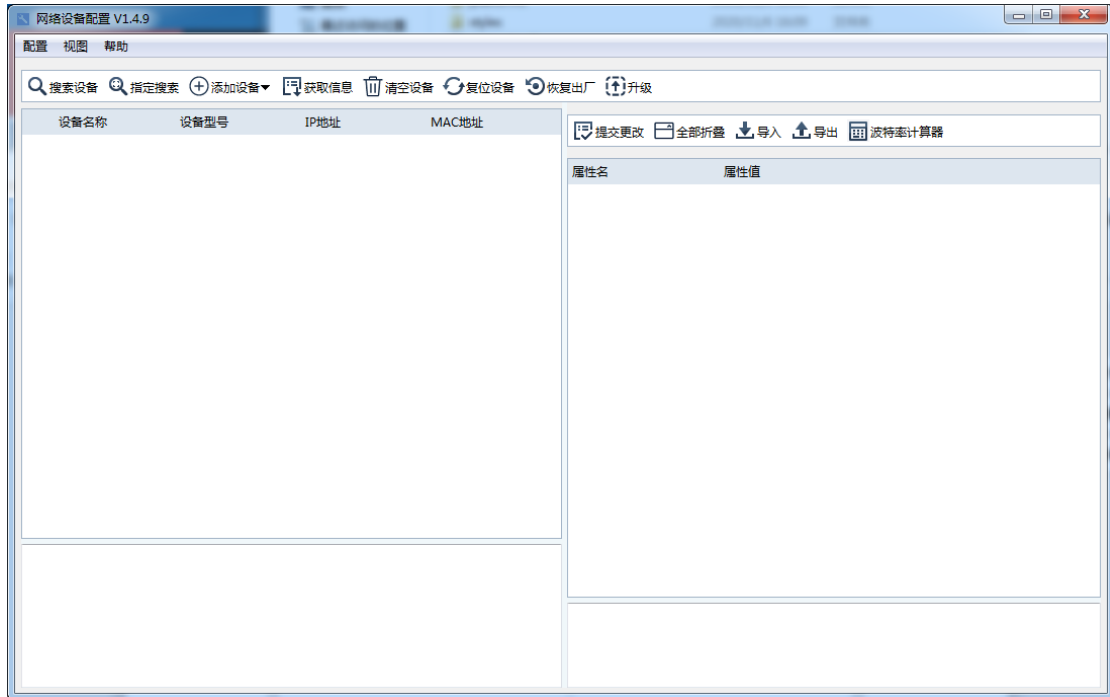 网络设备配置 V1.4.9
配置 视图 帮助
搜索设备 指定搜索 添加设备 获取信息 清空设备 复位设备 恢复出厂 升级
设备名称 设备型号 IP地址 MAC地址
提交更改 全部折叠 导入 导出 波特率计算器
属性名 属性值